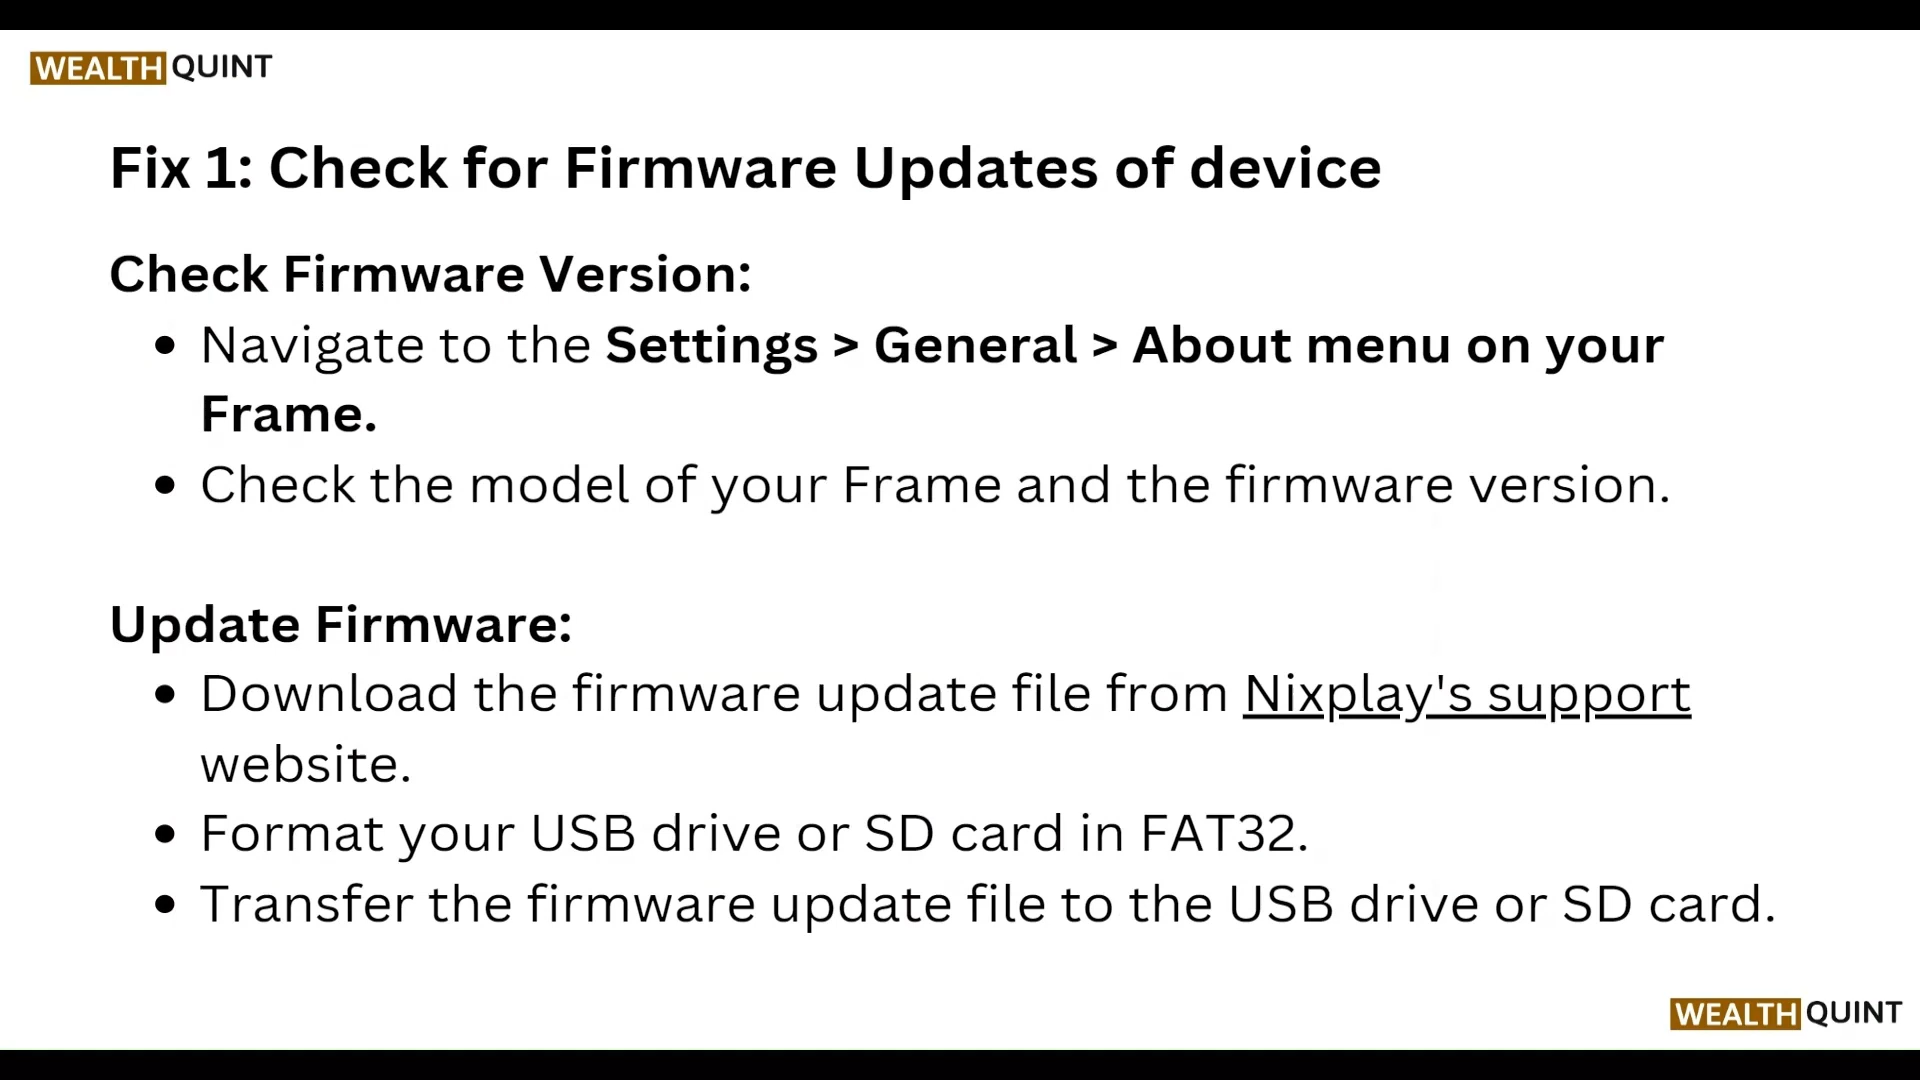 WEALTH QUINT
Fix 1: Check for Firmware Updates of device
Check Firmware Version:
• Navigate to the Settings > General > About menu on your
Frame.
• Check the model of your Frame and the firmware version.
Update Firmware:
• Download the firmware update file from Nixplay's support
website.
• Format your USB drive or SD card in FAT32.
• Transfer the firmware update file to the USB drive or SD card.
WEALTH QUINT